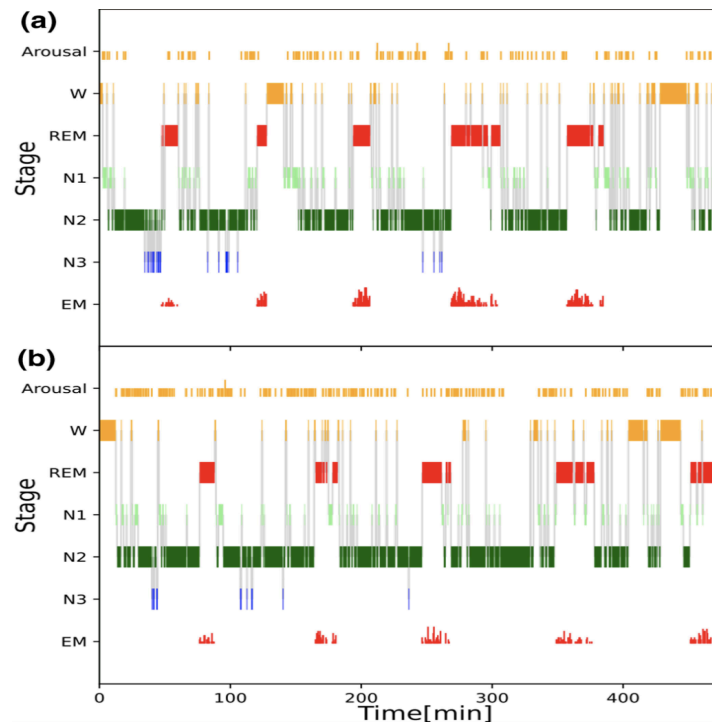 (a)
Arousal
W
REM
N1
N2
N3
EM
Stage
(b)
Arousal
W
REM
N1
N2
N3
EM
Stage
0 100 200 300 400
Time[min]